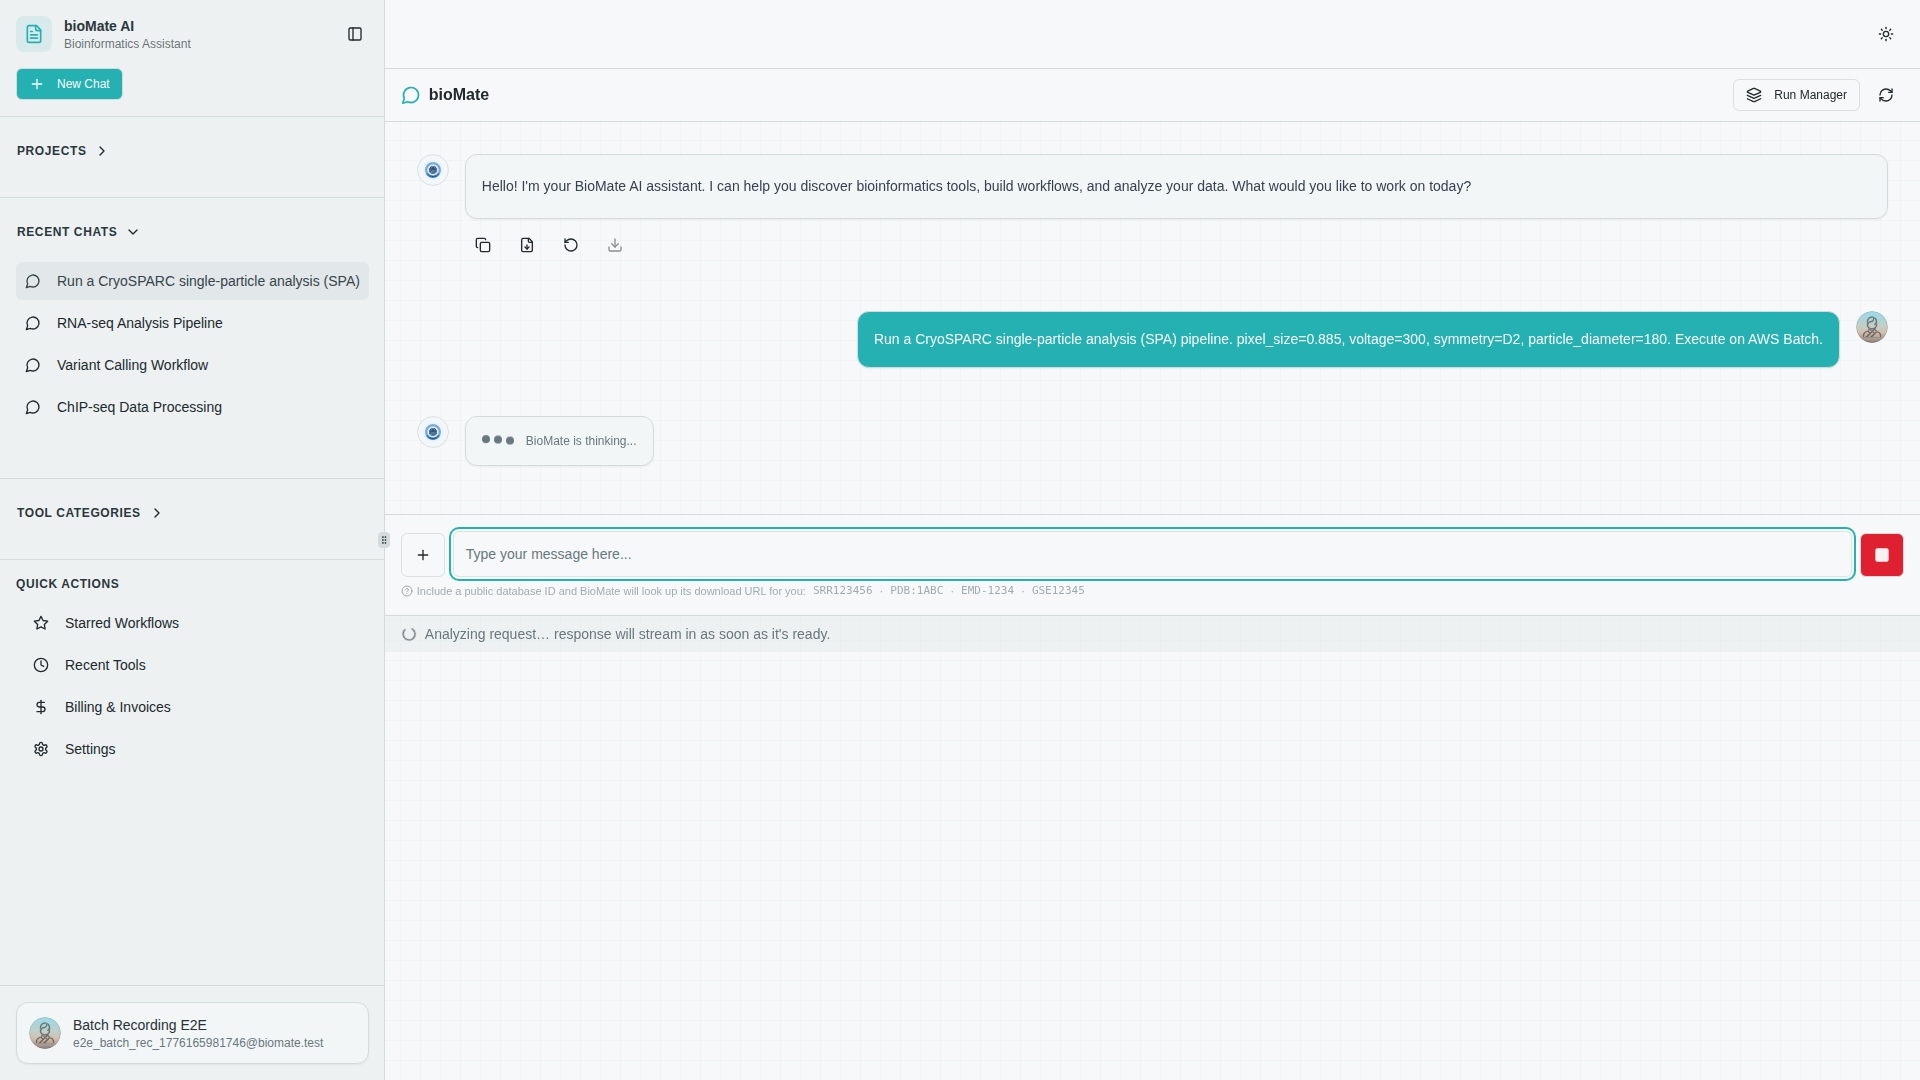 bioMate AI
Bioinformatics Assistant
New Chat
PROJECTS
RECENT CHATS
Run a CryoSPARC single-particle analysis (SPA)
RNA-seq Analysis Pipeline
Variant Calling Workflow
ChIP-seq Data Processing
TOOL CATEGORIES
QUICK ACTIONS
Starred Workflows
Recent Tools
Billing & Invoices
Settings
Batch Recording E2E
e2e_batch_rec_1776165981746@biomate.test
bioMate
Run Manager
Hello! I'm your BioMate AI assistant. I can help you discover bioinformatics tools, build workflows, and analyze your data. What would you like to work on today?
Run a CryoSPARC single-particle analysis (SPA) pipeline. pixel_size=0.885, voltage=300, symmetry=D2, particle_diameter=180. Execute on AWS Batch.
BioMate is thinking...
Type your message here...
Include a public database ID and BioMate will look up its download URL for you: SRR123456 · PDB:1ABC · EMD-1234 · GSE12345
Analyzing request… response will stream in as soon as it's ready.